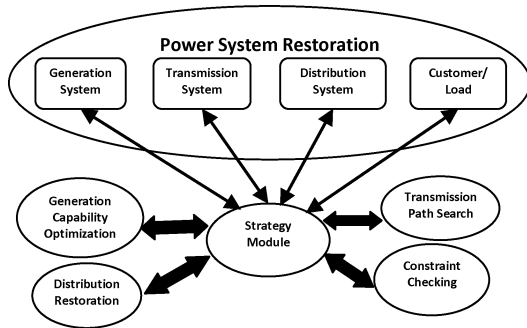 Power System Restoration
Generation
System
Transmission
System
Distribution
System
Customer/
Load
Generation
Capability
Optimization
Strategy
Module
Transmission
Path Search
Distribution
Restoration
Constraint
Checking